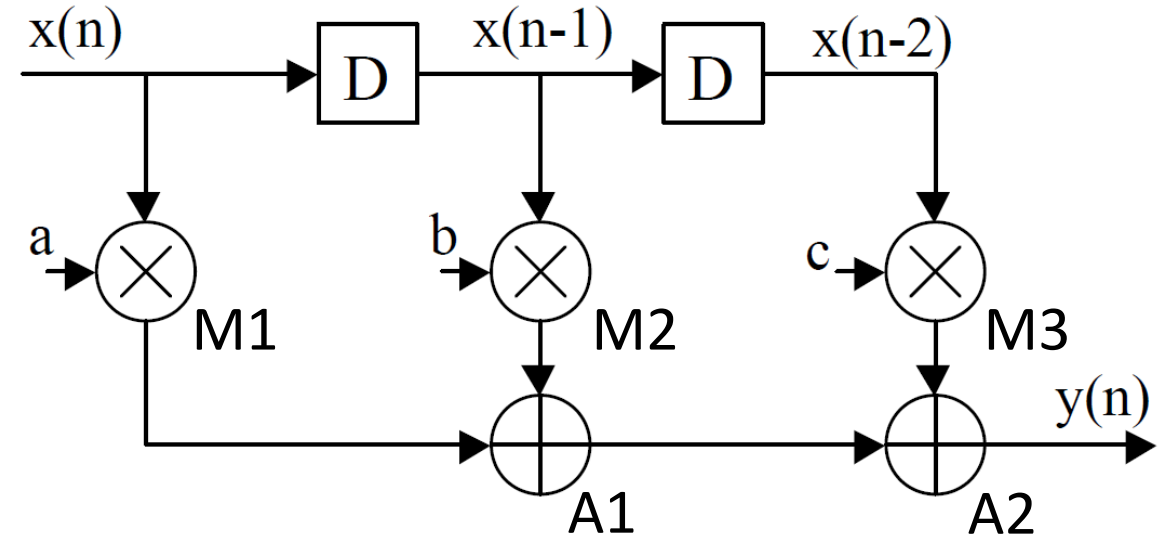 x(n)
D
x(n-1)
D
x(n-2)
a
M1
b
M2
c
M3
A1
A2
y(n)